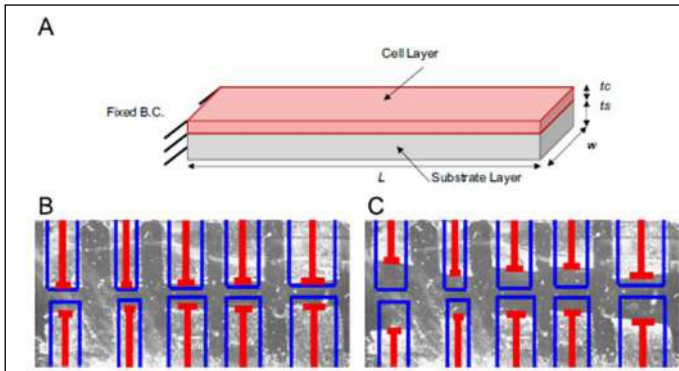 A
Cell Layer
tc
ts
Fixed B.C.
w
L
Substrate Layer
B
C